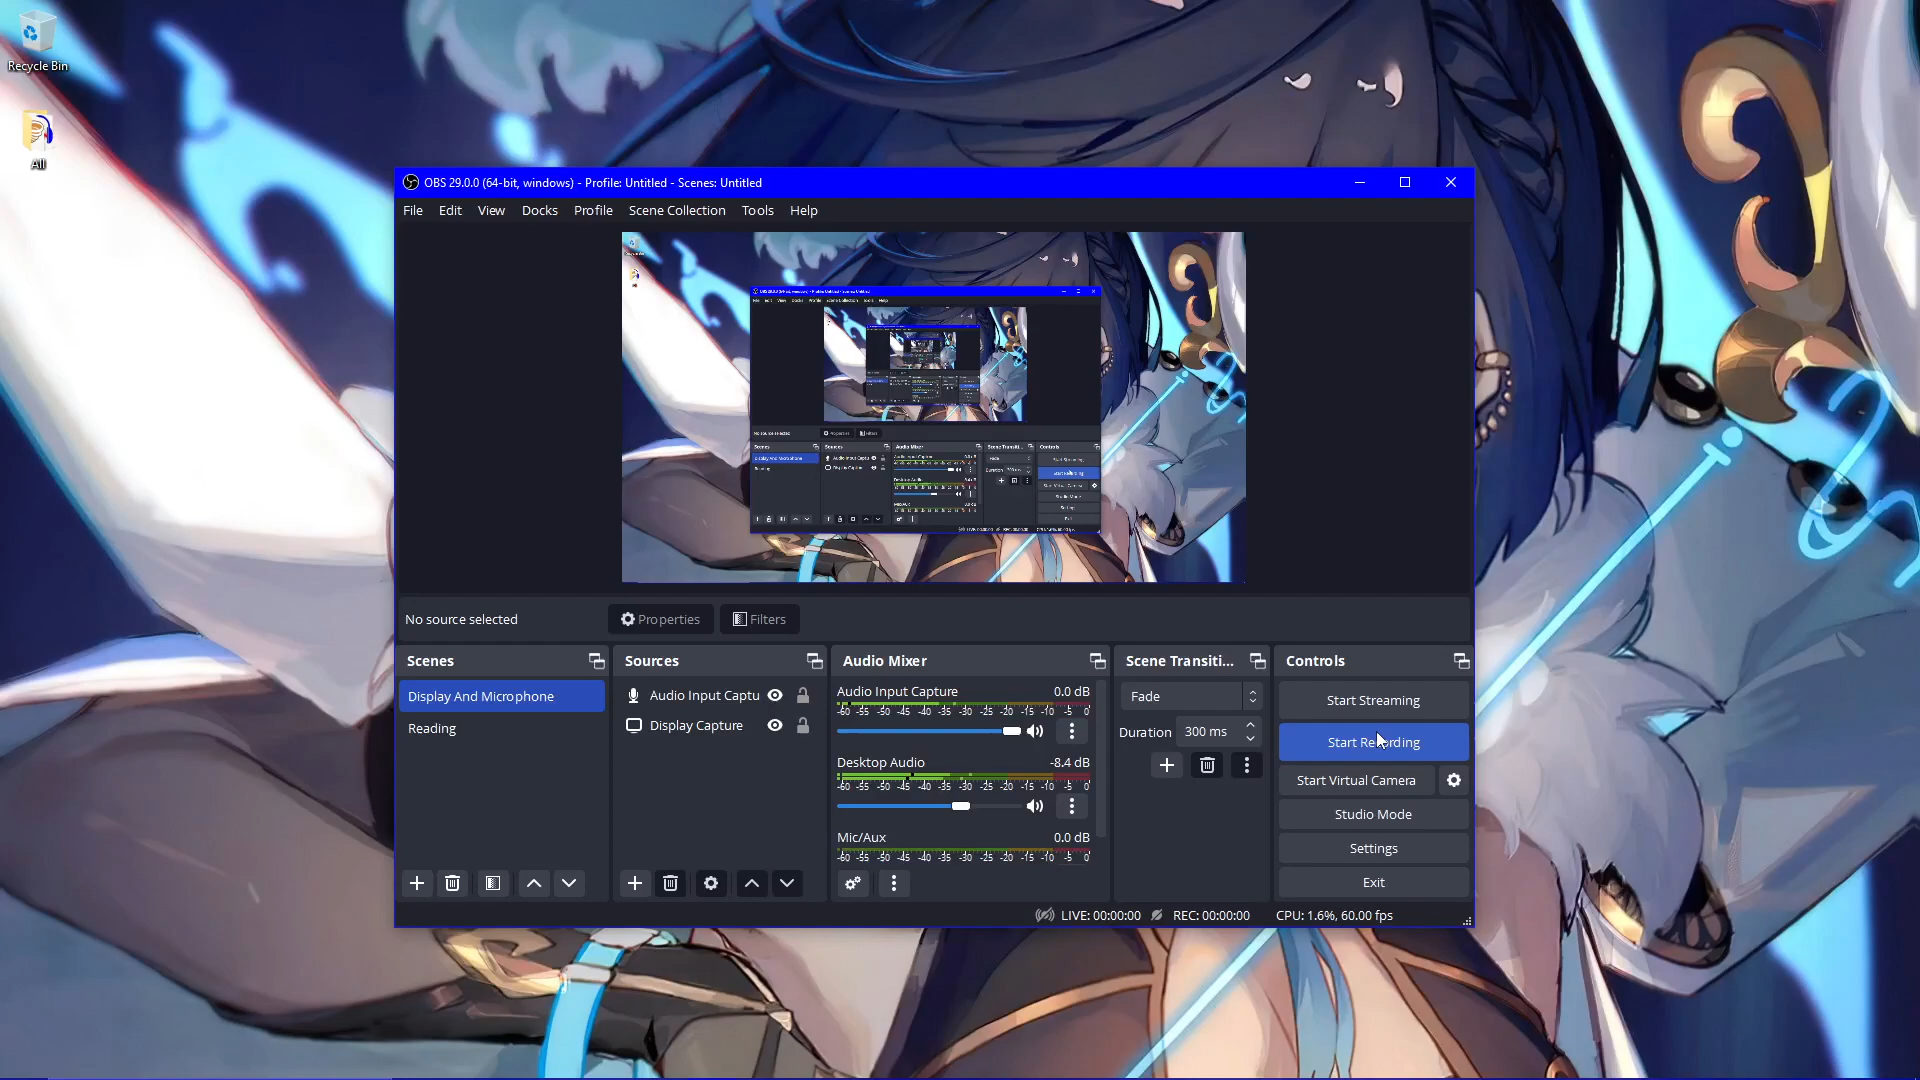 Recycle Bin
All
OBS 29.0.0 (64-bit, windows) - Profile: Untitled - Scenes: Untitled
File Edit View Docks Profile Scene Collection Tools Help
No source selected Properties Filters
Scenes
Display And Microphone
Reading
Sources
Audio Input Captu
Display Capture
Audio Mixer
Audio Input Capture 0.0 dB
-60 -55 -50 -45 -40 -35 -30 -25 -20 -15 -10 -5 0
Desktop Audio -8.4 dB
-60 -55 -50 -45 -40 -35 -30 -25 -20 -15 -10 -5 0
Mic/Aux 0.0 dB
-60 -55 -50 -45 -40 -35 -30 -25 -20 -15 -10 -5 0
Scene Transiti...
Fade
Duration 300 ms
Controls
Start Streaming
Start Recording
Start Virtual Camera
Studio Mode
Settings
Exit
LIVE: 00:00:00 REC: 00:00:00 CPU: 1.6%, 60.00 fps